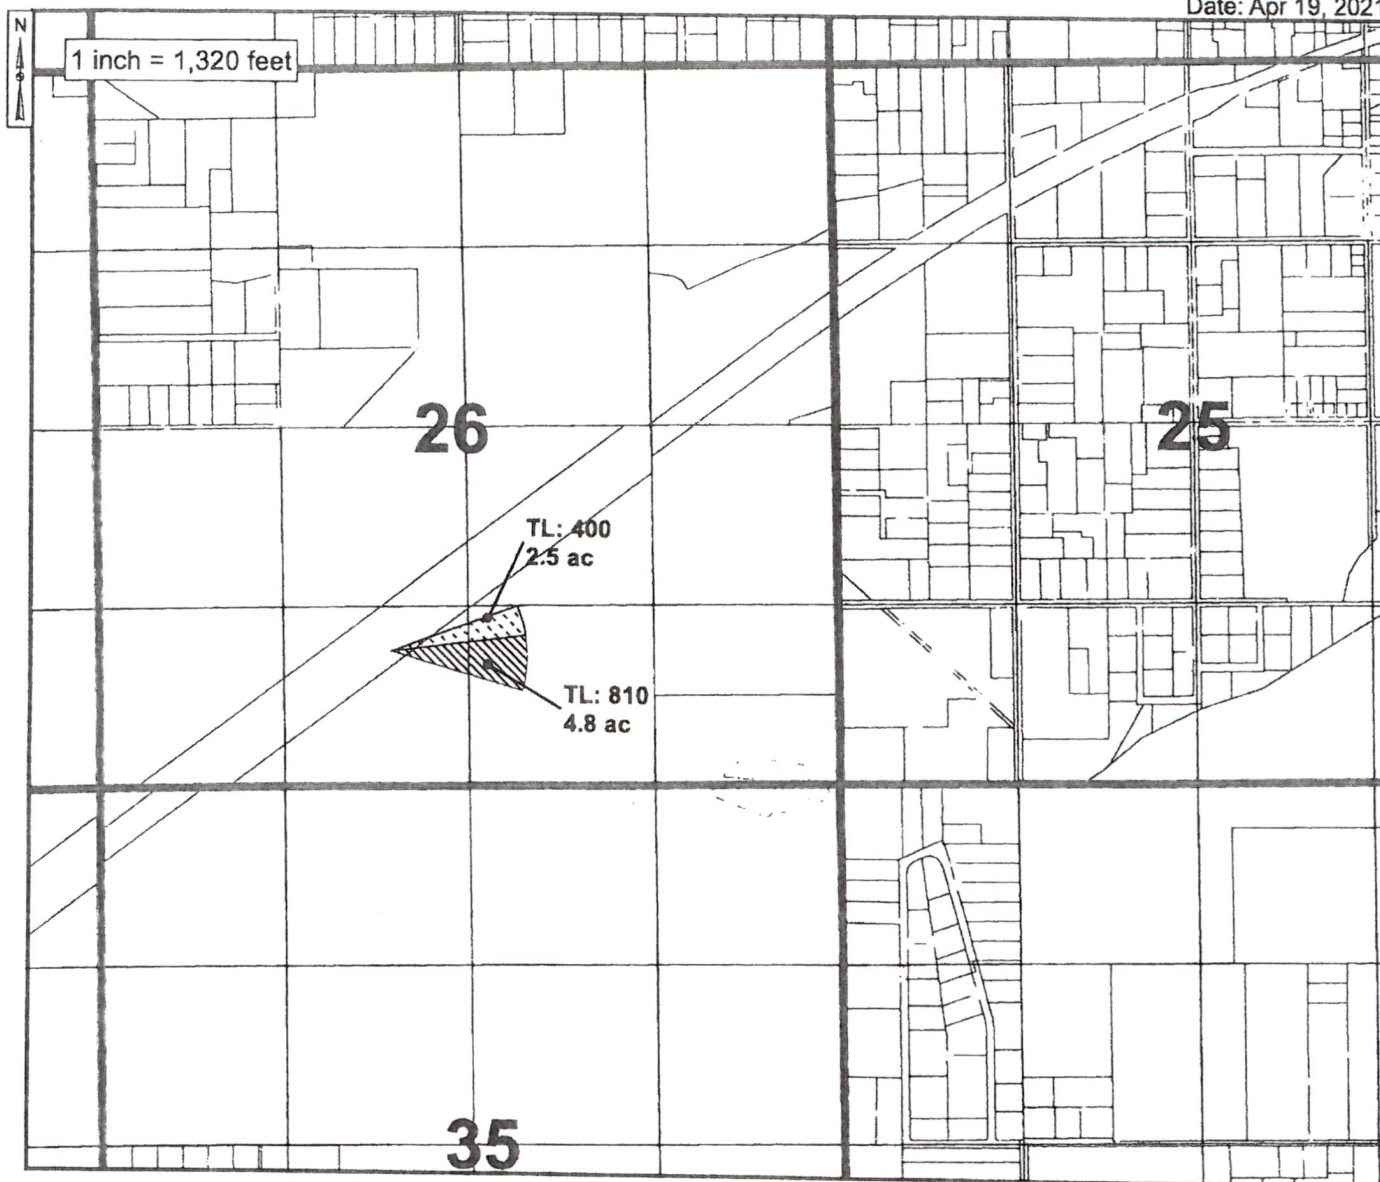 Date: Apr 19, 2021
N
1 inch = 1,320 feet
26
25
TL: 400
2.5 ac
TL: 810
4.8 ac
35